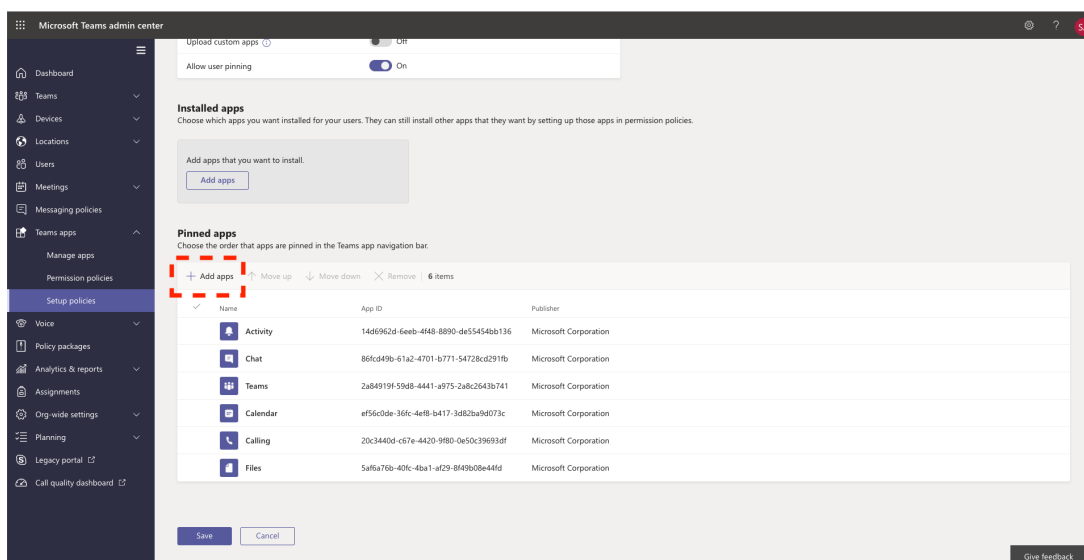 Microsoft Teams admin center
?
Upload custom apps
Off
Allow user pinning
On
Dashboard
Teams
Devices
Locations
Users
Meetings
Messaging policies
Teams apps
Manage apps
Permission policies
Setup policies
Voice
Policy packages
Analytics & reports
Assignments
Org-wide settings
Planning
Legacy portal
Call quality dashboard
Installed apps
Choose which apps you want installed for your users. They can still install other apps that they want by setting up those apps in permission policies.
Add apps that you want to install.
Add apps
Pinned apps
Choose the order that apps are pinned in the Teams app navigation bar.
+ Add apps Move up Move down Remove 6 items
Name App ID Publisher
Activity 14d6962d-6eeb-4f48-8890-de55454bb136 Microsoft Corporation
Chat 86fcd49b-61a2-4701-b771-54728cd291fb Microsoft Corporation
Teams 2a84919f-59d8-4441-a975-2a8c2643b741 Microsoft Corporation
Calendar ef56c0de-36fc-4ef8-b417-3d82ba9d073c Microsoft Corporation
Calling 20c3440d-c67e-4420-9f80-0e50c39693df Microsoft Corporation
Files 5af6a76b-40fc-4ba1-af29-8f49b08e44fd Microsoft Corporation
Save Cancel
Give feedback